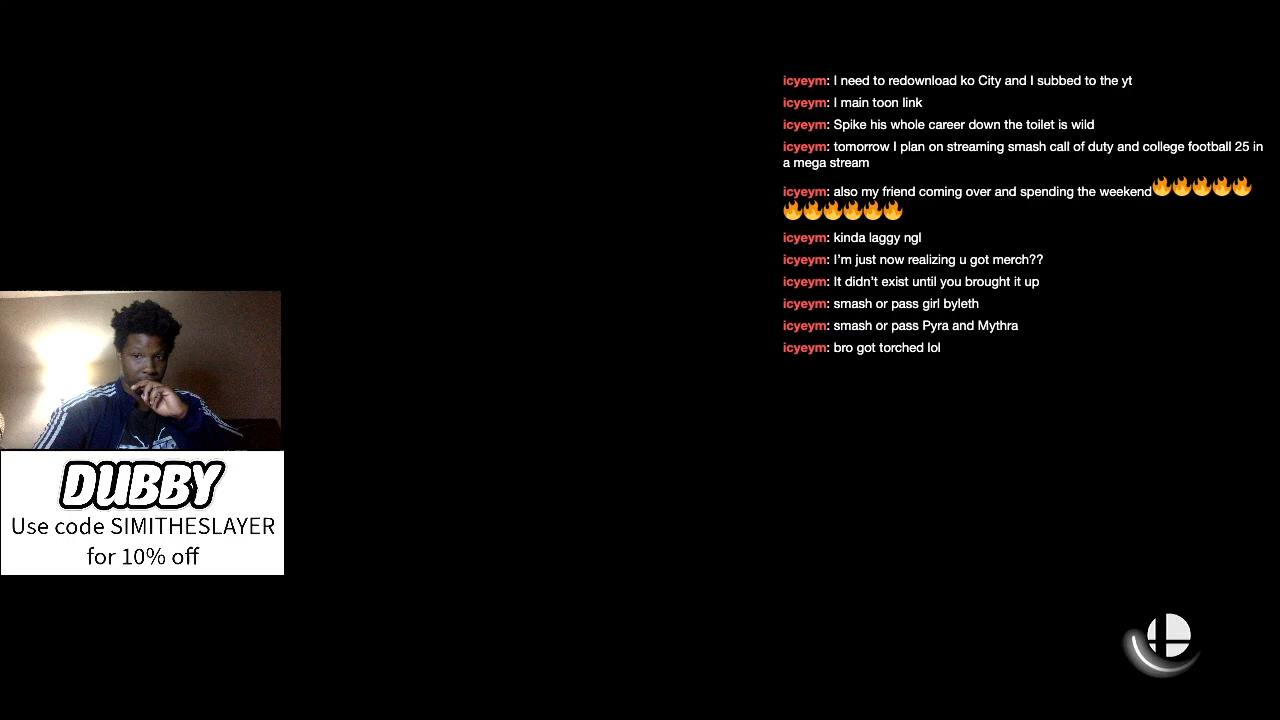 icyeym: I need to redownload ko City and I subbed to the yt
icyeym: I main toon link
icyeym: Spike his whole career down the toilet is wild
icyeym: tomorrow I plan on streaming smash call of duty and college football 25 in
a mega stream
icyeym: also my friend coming over and spending the weekend🔥🔥🔥🔥🔥
🔥🔥🔥🔥🔥🔥
icyeym: kinda laggy ngl
icyeym: I’m just now realizing u got merch??
icyeym: It didn’t exist until you brought it up
icyeym: smash or pass girl byleth
icyeym: smash or pass Pyra and Mythra
icyeym: bro got torched lol
DUBBY
Use code SIMITHESLAYER
for 10% off